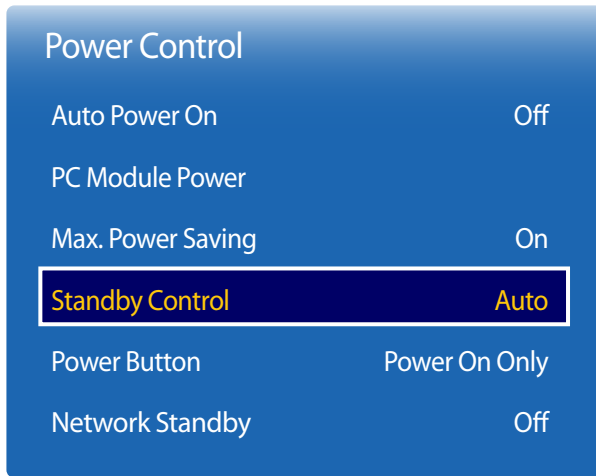 Power Control
Auto Power On Off
PC Module Power
Max. Power Saving On
Standby Control Auto
Power Button Power On Only
Network Standby Off